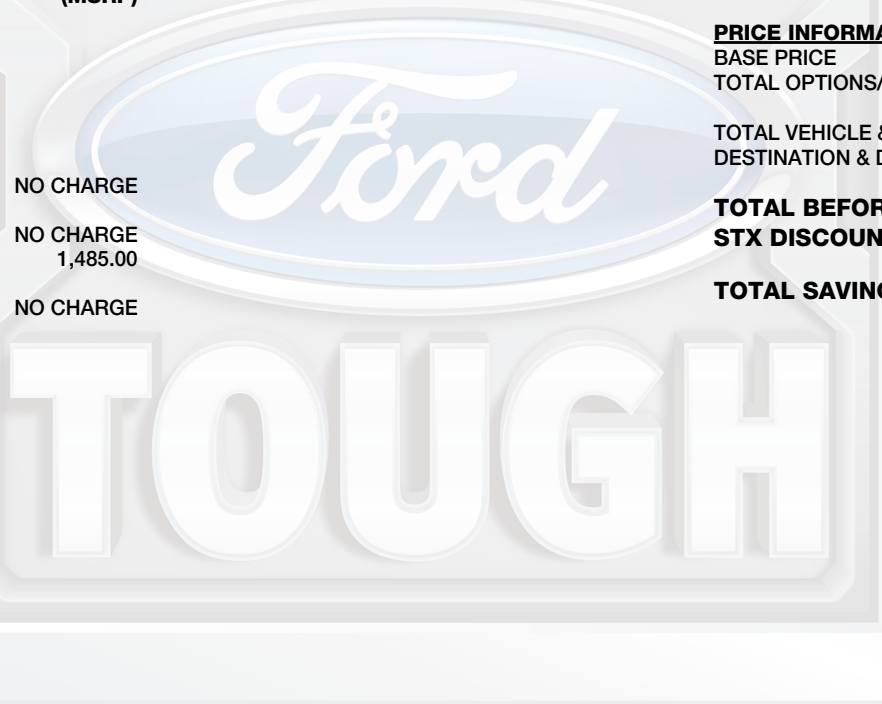 (MSRP)
NO CHARGE
NO CHARGE
1,485.00
NO CHARGE
Ford
TOUGH
PRICE INFORMA
BASE PRICE
TOTAL OPTIONS/
TOTAL VEHICLE &
DESTINATION & D
TOTAL BEFOR
STX DISCOUN
TOTAL SAVING